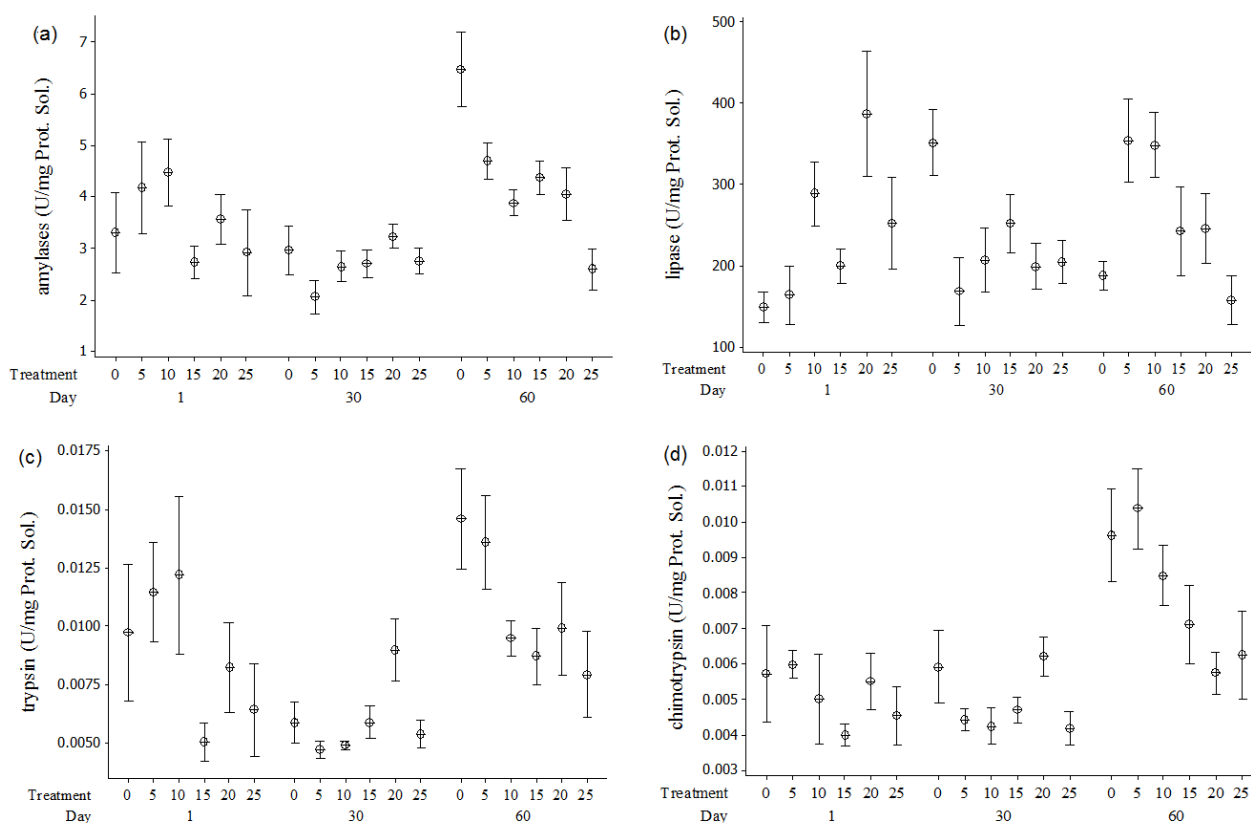 (a)
amylases (U/mg Prot. Sol.)
7
6
5
4
3
2
1
Treatment 0 5 10 15 20 25 0 5 10 15 20 25 0 5 10 15 20 25
Day 1 30 60
(b)
lipase (U/mg Prot. Sol.)
500
400
300
200
100
Treatment 0 5 10 15 20 25 0 5 10 15 20 25 0 5 10 15 20 25
Day 1 30 60
(c)
trypsin (U/mg Prot. Sol.)
0.0175
0.0150
0.0125
0.0100
0.0075
0.0050
Treatment 0 5 10 15 20 25 0 5 10 15 20 25 0 5 10 15 20 25
Day 1 30 60
(d)
chimotrypsin (U/mg Prot. Sol.)
0.012
0.011
0.010
0.009
0.008
0.007
0.006
0.005
0.004
0.003
Treatment 0 5 10 15 20 25 0 5 10 15 20 25 0 5 10 15 20 25
Day 1 30 60